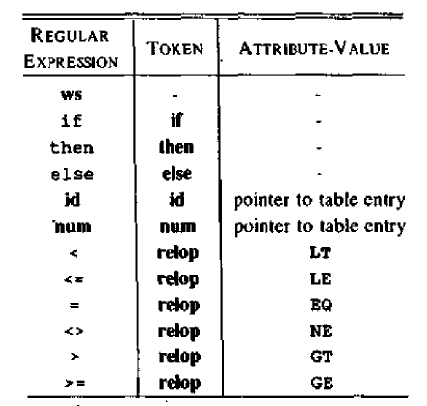 REGULAR EXPRESSION TOKEN ATTRIBUTE-VALUE
ws - -
if if -
then then -
else else -
id id pointer to table entry
num num pointer to table entry
< relop LT
<= relop LE
= relop EQ
<> relop NE
> relop GT
>= relop GE